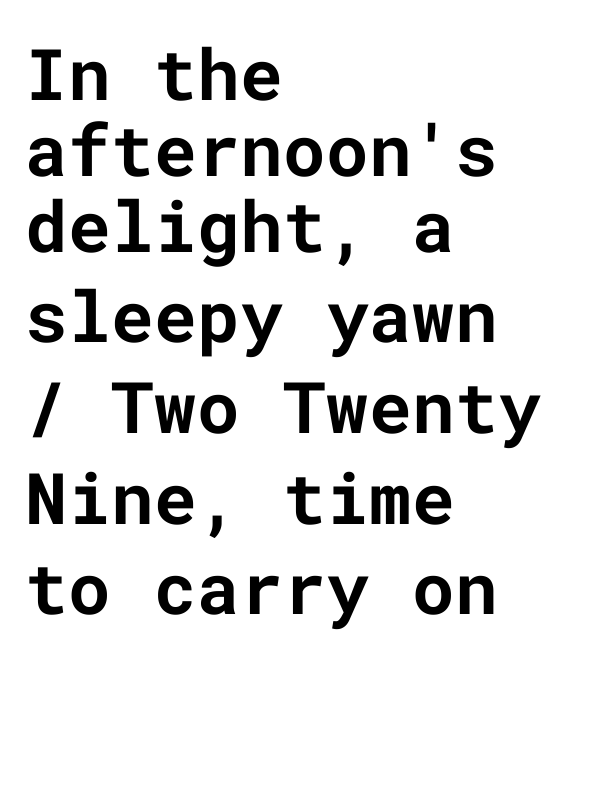 In the
afternoon's
delight, a
sleepy yawn
/ Two Twenty
Nine, time
to carry on